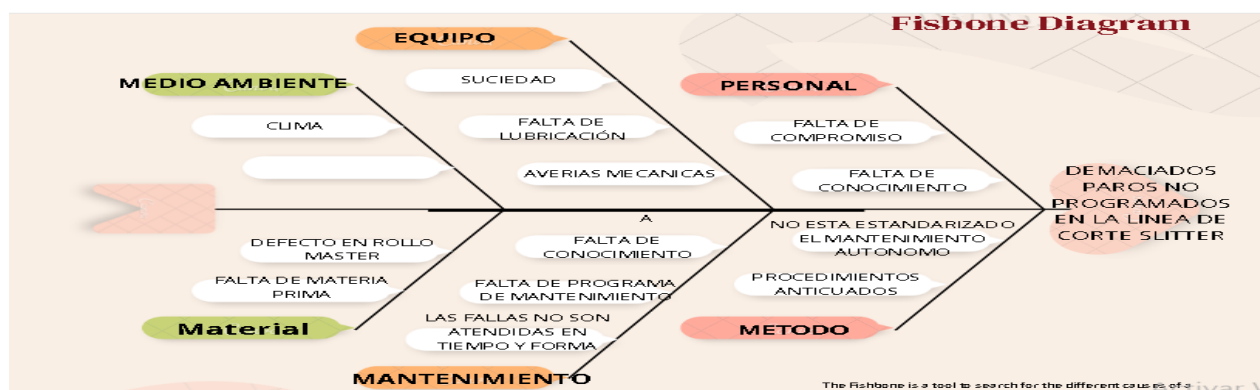 Fisbone Diagram
EQUIPO
MEDIO AMBIENTE
SUCIEDAD
PERSONAL
CLIMA
FALTA DE
LUBRICACIÓN
FALTA DE
COMPROMISO
AVERIAS MECANICAS
FALTA DE
CONOCIMIENTO
DEMACIADOS
PAROS NO
PROGRAMADOS
EN LA LINEA DE
CORTE SLITTER
A
DEFECTO EN ROLLO
MASTER
FALTA DE
CONOCIMIENTO
NO ESTA ESTANDARIZADO
EL MANTENIMIENTO
AUTONOMO
FALTA DE MATERIA
PRIMA
FALTA DE PROGRAMA
DE MANTENIMIENTO
PROCEDIMIENTOS
ANTICUADOS
Material
LAS FALLAS NO SON
ATENDIDAS EN
TIEMPO Y FORMA
METODO
MANTENIMIENTO
The Fishbone is a tool to search for the different causes of a